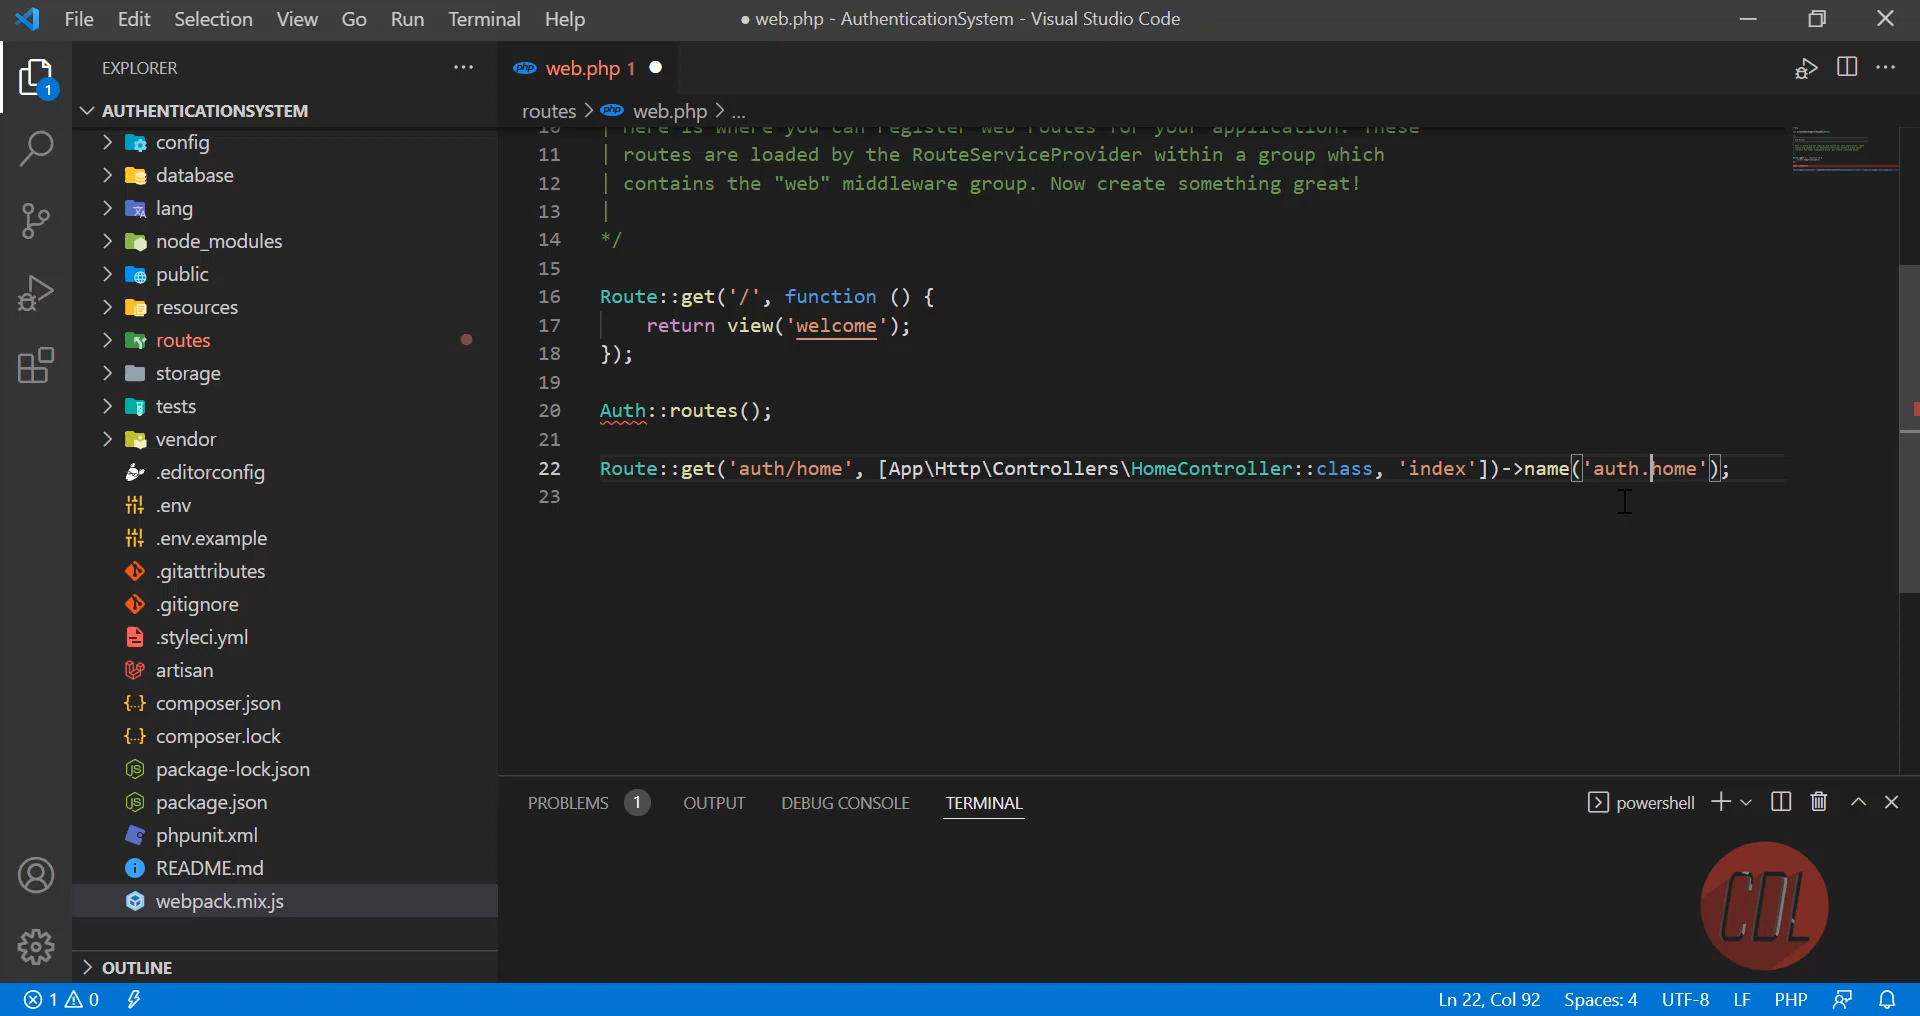 File Edit Selection View Go Run Terminal Help
● web.php - AuthenticationSystem - Visual Studio Code
EXPLORER
1
AUTHENTICATIONSYSTEM
config
database
lang
node_modules
public
resources
routes
storage
tests
vendor
.editorconfig
.env
.env.example
.gitattributes
.gitignore
.styleci.yml
artisan
composer.json
composer.lock
package-lock.json
package.json
phpunit.xml
README.md
webpack.mix.js
OUTLINE
php web.php 1
routes > php web.php > ...
10 | Here is where you can register web routes for your application. These
11 | routes are loaded by the RouteServiceProvider within a group which
12 | contains the "web" middleware group. Now create something great!
13 |
14 */
15
16 Route::get('/', function () {
17 return view('welcome');
18 });
19
20 Auth::routes();
21
22 Route::get('auth/home', [App\Http\Controllers\HomeController::class, 'index'])->name('auth.home');
23
PROBLEMS 1 OUTPUT DEBUG CONSOLE TERMINAL
powershell
CDL
1 0
Ln 22, Col 92 Spaces: 4 UTF-8 LF PHP